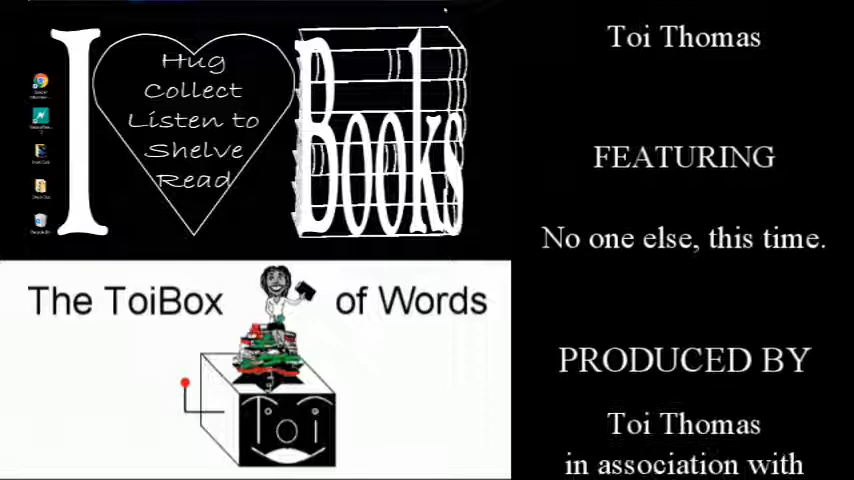 I
Hug
Collect
Listen to
Shelve
Read
Books
The ToiBox of Words
Toi
Toi Thomas
FEATURING
No one else, this time.
PRODUCED BY
Toi Thomas
in association with